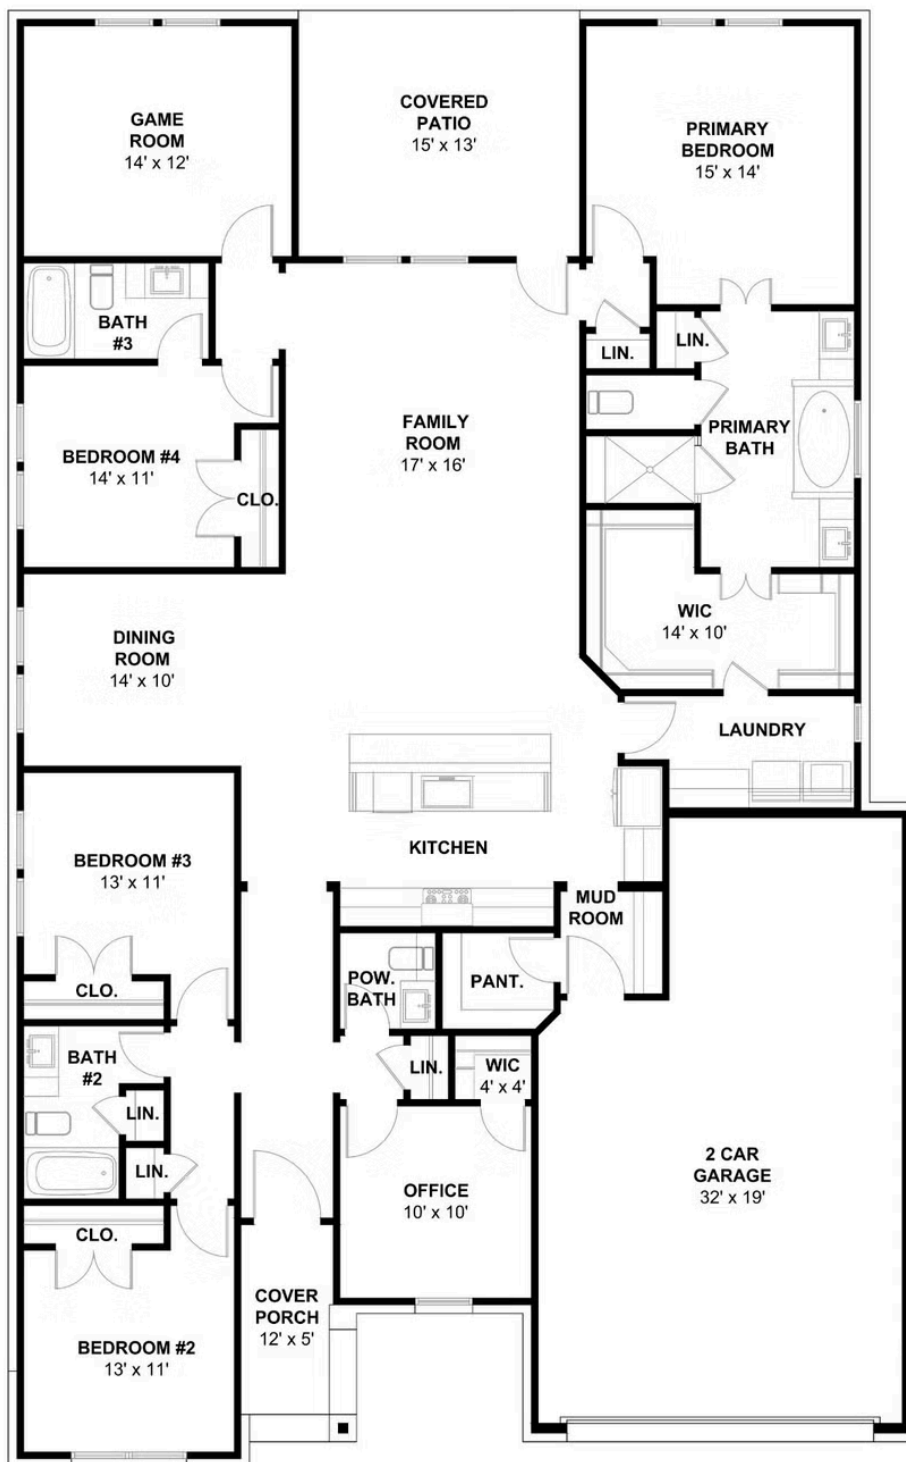 GAME
ROOM
14' x 12'
COVERED
PATIO
15' x 13'
PRIMARY
BEDROOM
15' x 14'
BATH
#3
LIN.
LIN.
FAMILY
ROOM
17' x 16'
PRIMARY
BATH
BEDROOM #4
14' x 11'
CLO.
WIC
14' x 10'
DINING
ROOM
14' x 10'
LAUNDRY
KITCHEN
BEDROOM #3
13' x 11'
MUD
ROOM
CLO.
POW.
BATH
PANT.
BATH
#2
LIN.
WIC
4' x 4'
LIN.
LIN.
2 CAR
GARAGE
32' x 19'
OFFICE
10' x 10'
CLO.
COVER
PORCH
12' x 5'
BEDROOM #2
13' x 11'